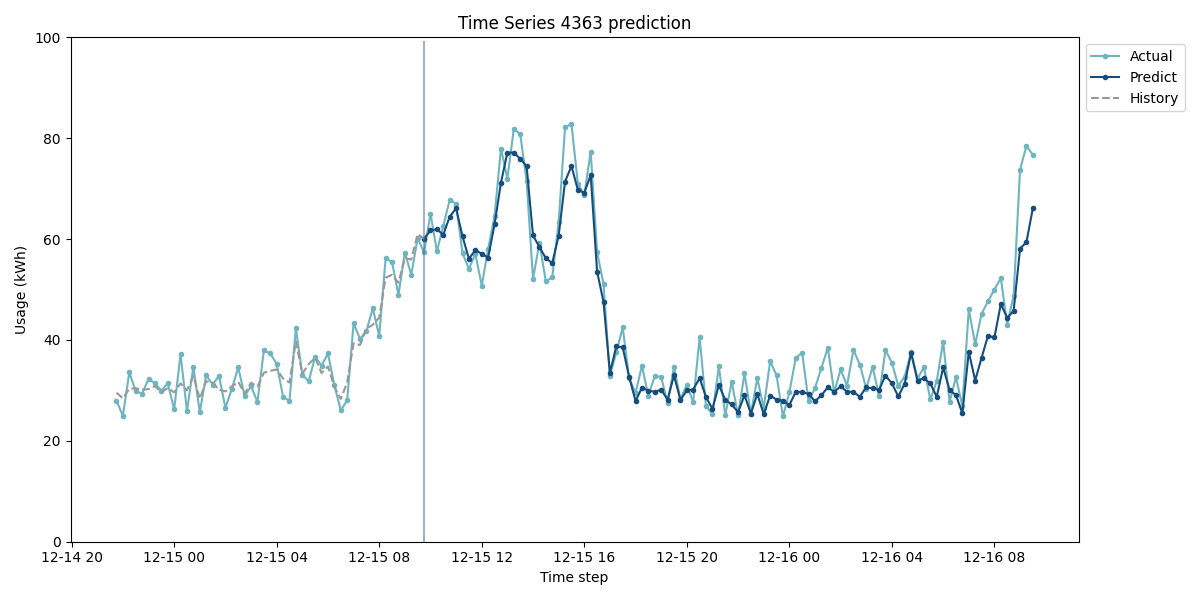 Time Series 4363 prediction
100
80
60
40
20
0
Usage (kWh)
12-14 20
12-15 00
12-15 04
12-15 08
12-15 12
12-15 16
12-15 20
12-16 00
12-16 04
12-16 08
Time step
Actual
Predict
History